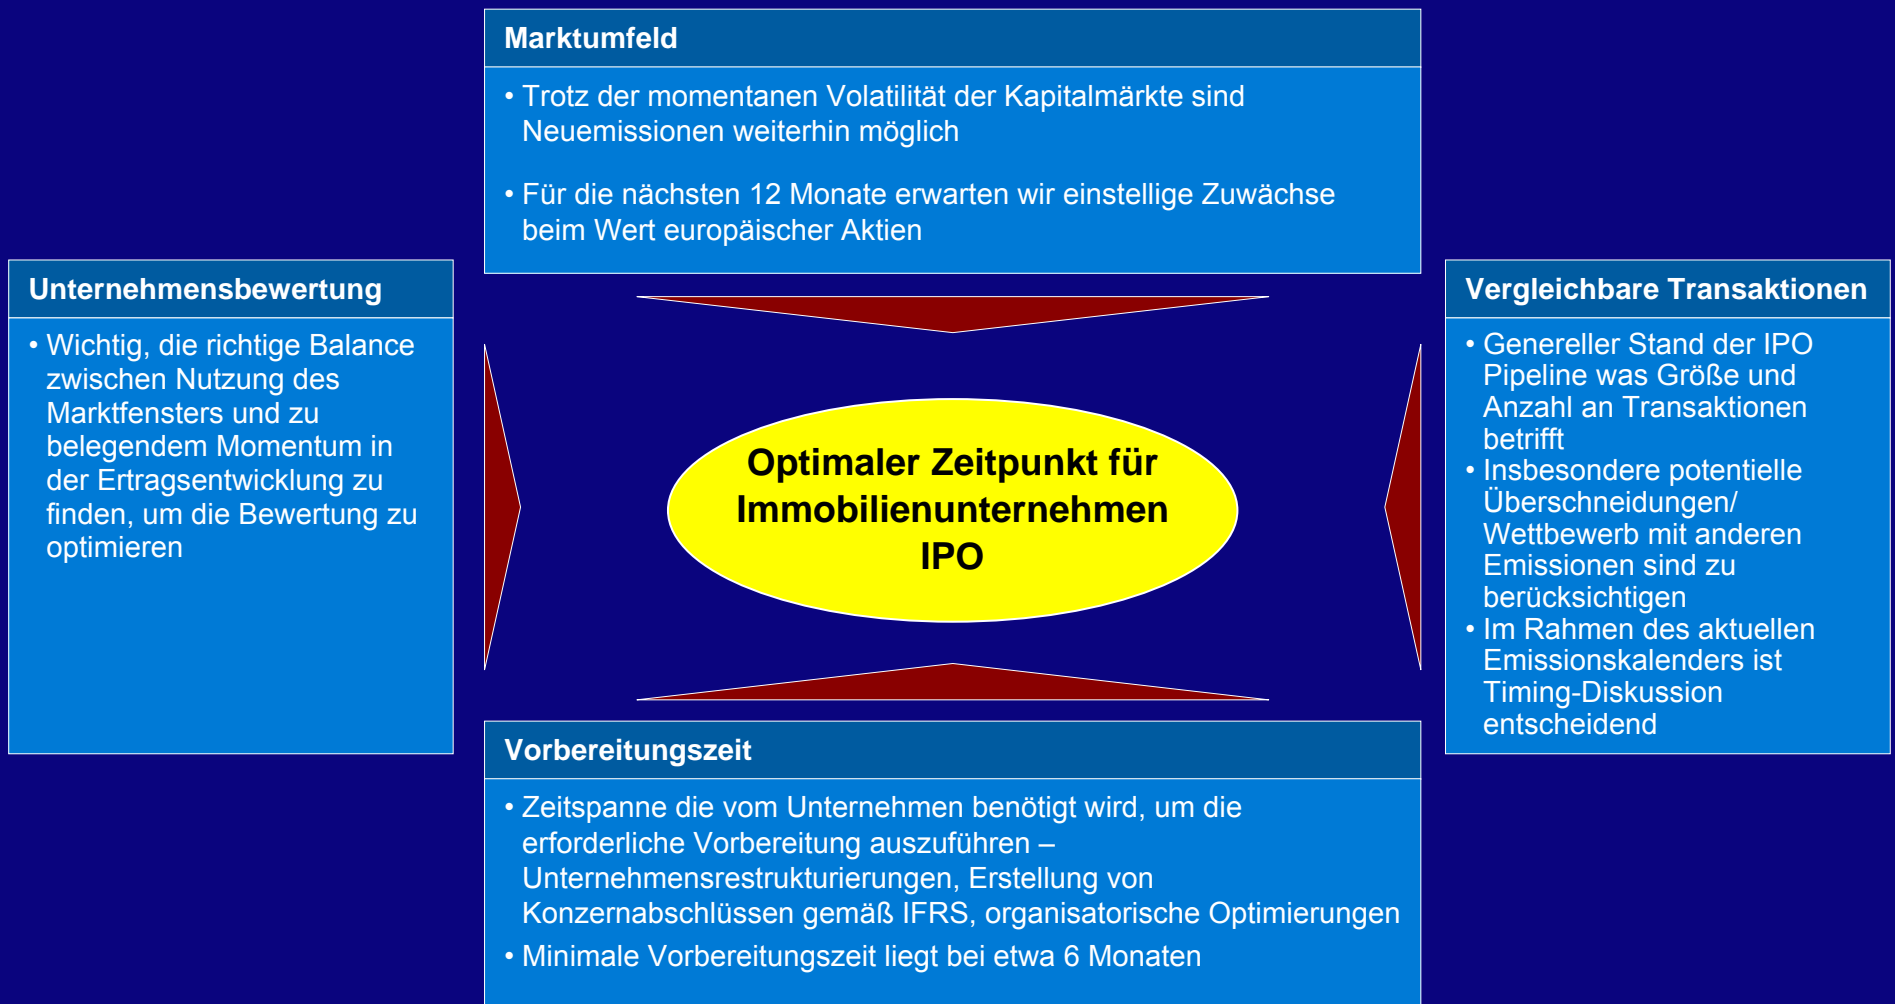 Marktumfeld
• Trotz der momentanen Volatilität der Kapitalmärkte sind
Neuemissionen weiterhin möglich
• Für die nächsten 12 Monate erwarten wir einstellige Zuwächse
beim Wert europäischer Aktien
Unternehmensbewertung
• Wichtig, die richtige Balance
zwischen Nutzung des
Marktfensters und zu
belegendem Momentum in
der Ertragsentwicklung zu
finden, um die Bewertung zu
optimieren
Optimaler Zeitpunkt für
Immobilienunternehmen
IPO
Vergleichbare Transaktionen
• Genereller Stand der IPO
Pipeline was Größe und
Anzahl an Transaktionen
betrifft
• Insbesondere potentielle
Überschneidungen/
Wettbewerb mit anderen
Emissionen sind zu
berücksichtigen
• Im Rahmen des aktuellen
Emissionskalenders ist
Timing-Diskussion
entscheidend
Vorbereitungszeit
• Zeitspanne die vom Unternehmen benötigt wird, um die
erforderliche Vorbereitung auszuführen –
Unternehmensrestrukturierungen, Erstellung von
Konzernabschlüssen gemäß IFRS, organisatorische Optimierungen
• Minimale Vorbereitungszeit liegt bei etwa 6 Monaten